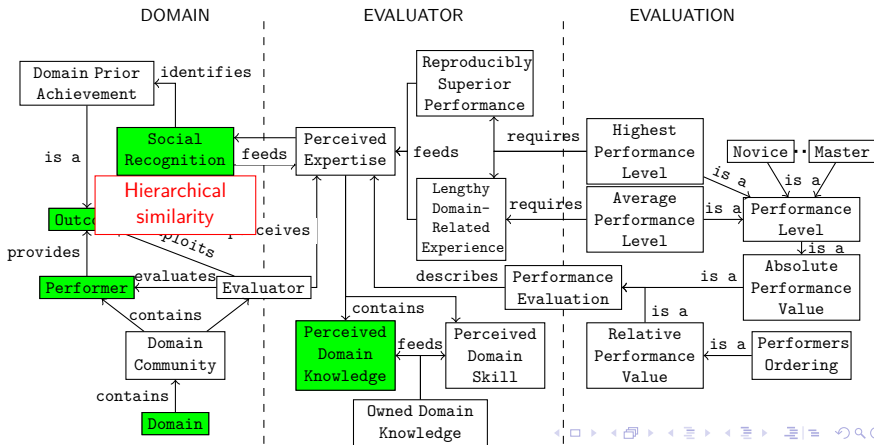 DOMAIN
EVALUATOR
EVALUATION
Domain Prior
Achievement
identifies
Social
Recognition
is a
feeds
Hierarchical
similarity
provides
Performer
evaluates
Evaluator
contains
Domain
Community
contains
Domain
Perceived
Expertise
feeds
Reproducibly
Superior
Performance
Lengthy
Domain-
Related
Experience
requires
requires
describes
contains
Perceived
Domain
Knowledge
feeds
Perceived
Domain
Skill
Owned Domain
Knowledge
Highest
Performance
Level
Average
Performance
Level
Novice
Master
is a
is a
is a
is a
Performance
Level
is a
Absolute
Performance
Value
is a
Performance
Evaluation
is a
Relative
Performance
Value
is a
Performers
Ordering